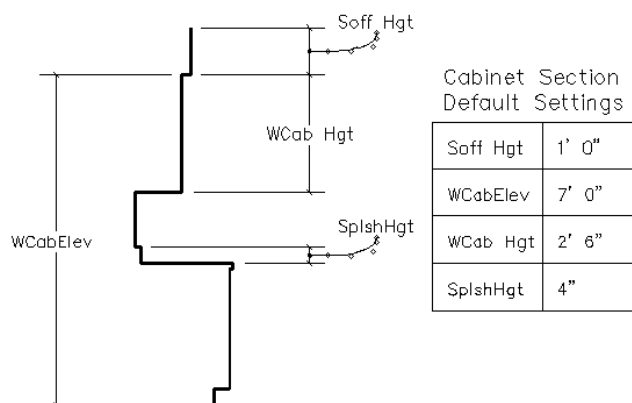 Soff Hgt
WCab Hgt
SplshHgt
WCabElev
Cabinet Section
Default Settings
Soff Hgt 1' 0"
WCabElev 7' 0"
WCab Hgt 2' 6"
SplshHgt 4"